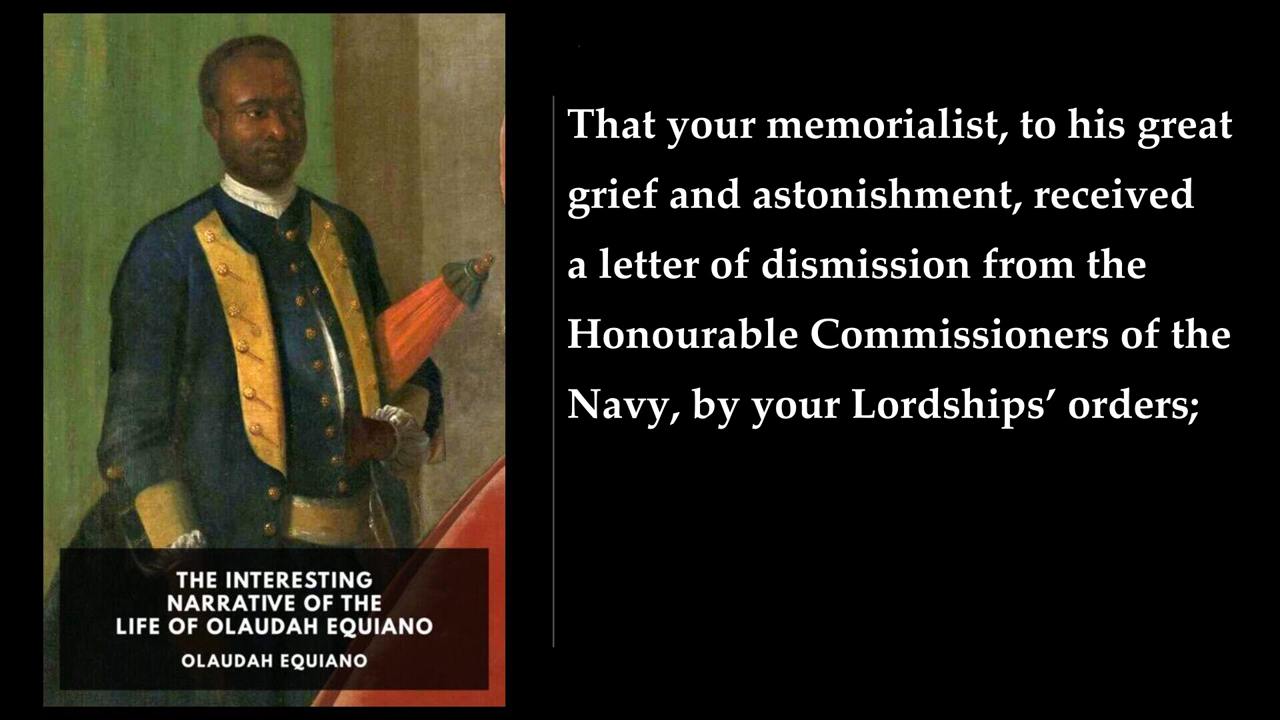 THE INTERESTING
NARRATIVE OF THE
LIFE OF OLAUDAH EQUIANO
OLAUDAH EQUIANO
That your memorialist, to his great
grief and astonishment, received
a letter of dismission from the
Honourable Commissioners of the
Navy, by your Lordships’ orders;